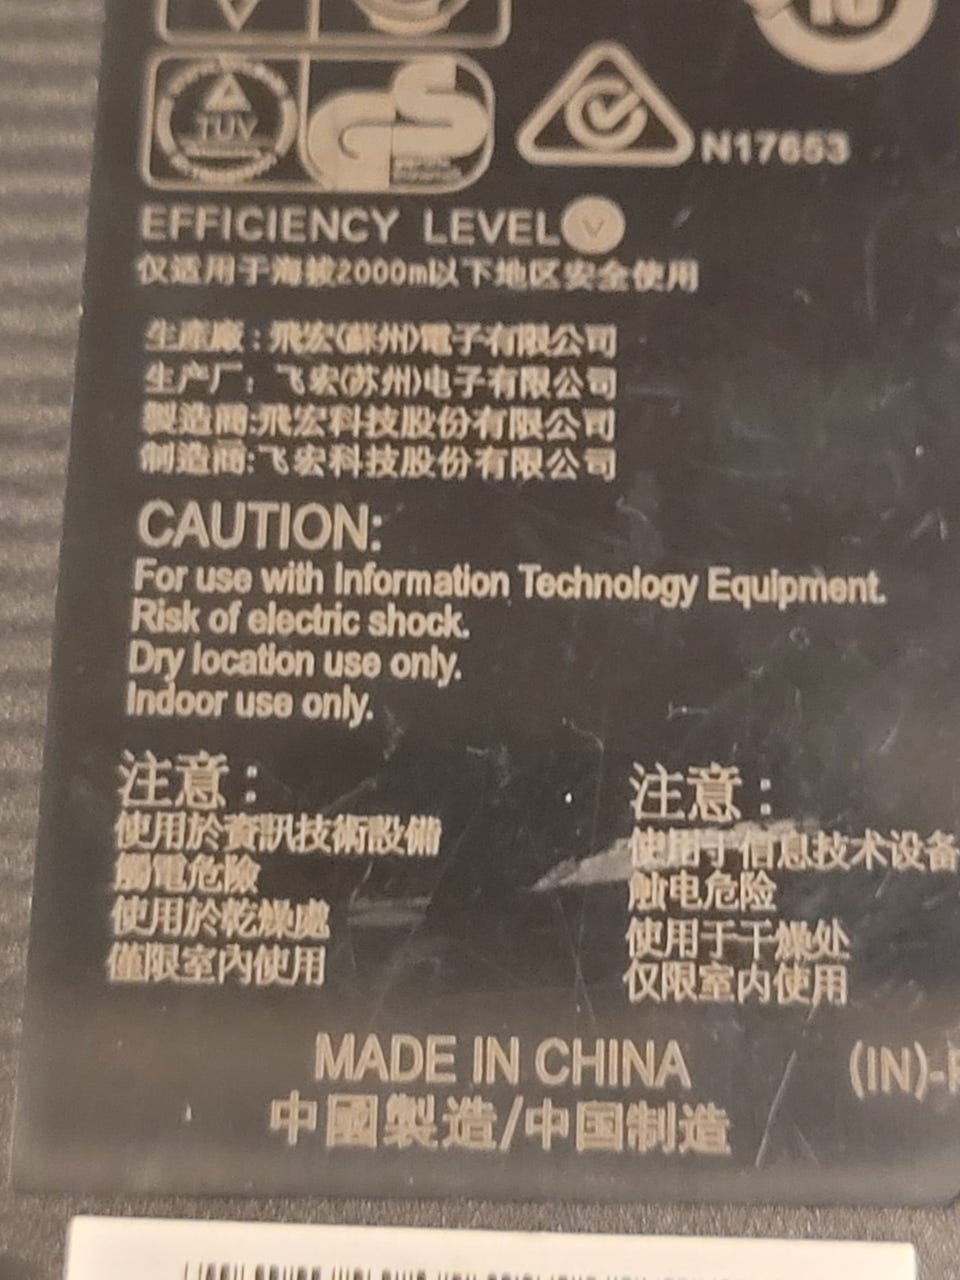 10
TUV
GS
N17653
EFFICIENCY LEVEL V
仅适用于海拔2000m以下地区安全使用
生産廠：飛宏(蘇州)電子有限公司
生产厂：飞宏(苏州)电子有限公司
製造商:飛宏科技股份有限公司
制造商:飞宏科技股份有限公司
CAUTION:
For use with Information Technology Equipment.
Risk of electric shock.
Dry location use only.
Indoor use only.
注意：
使用於資訊技術設備
觸電危險
使用於乾燥處
僅限室內使用
注意：
使用于信息技术设备
触电危险
使用于干燥处
仅限室内使用
MADE IN CHINA
(IN)-
中國製造/中国制造